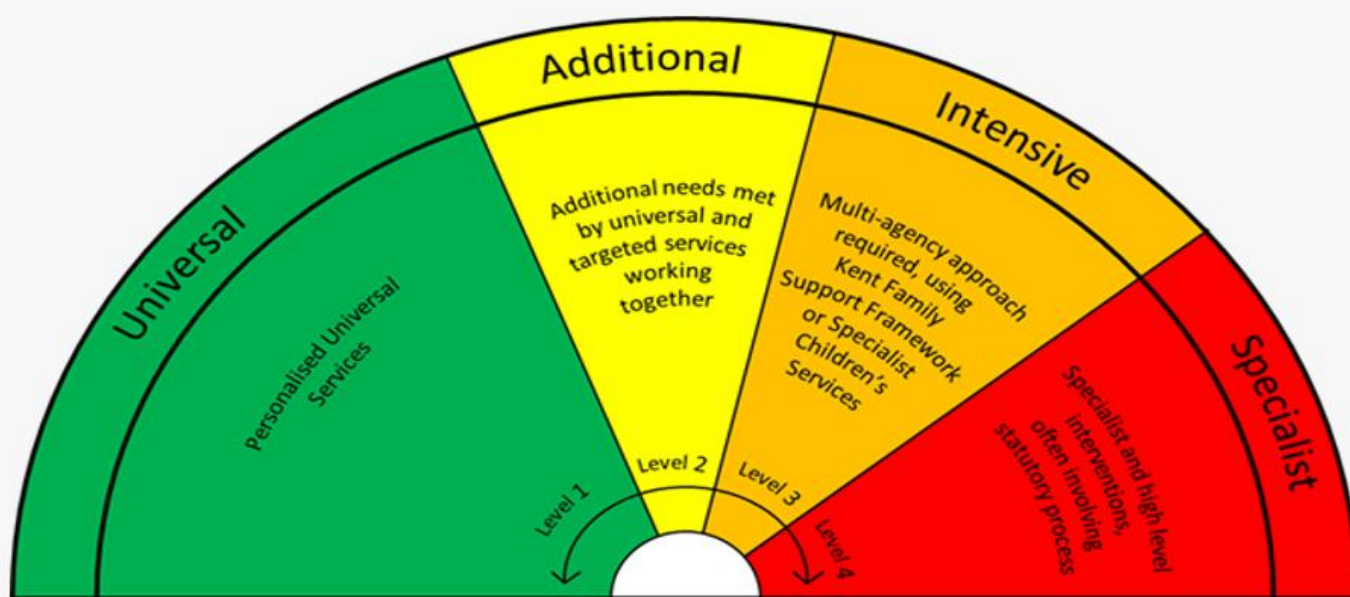 Universal
Personalised Universal
Services
Level 1
Additional
Additional needs met
by universal and
targeted services
working
together
Level 2
Intensive
Multi-agency approach
required, using
Kent Family
Support Framework
or Specialist
Children's
Services
Level 3
Specialist
Specialist and high level
interventions,
often involving
statutory process
Level 4